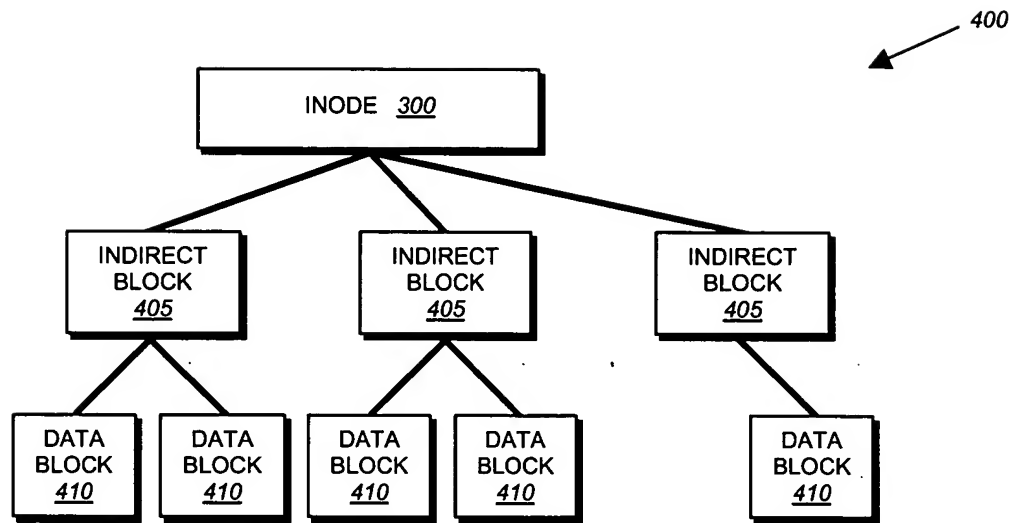 400
INODE 300
INDIRECT
BLOCK
405
INDIRECT
BLOCK
405
INDIRECT
BLOCK
405
DATA
BLOCK
410
DATA
BLOCK
410
DATA
BLOCK
410
DATA
BLOCK
410
DATA
BLOCK
410